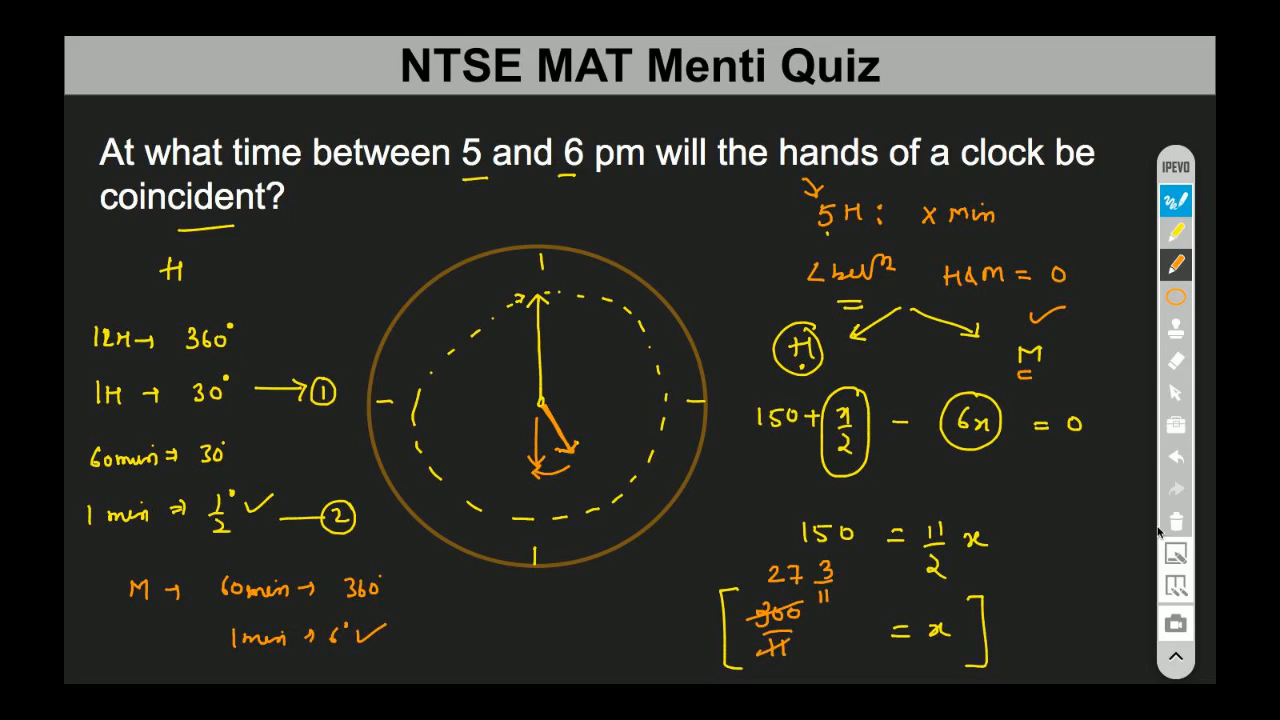 NTSE MAT Menti Quiz
At what time between 5 and 6 pm will the hands of a clock be
coincident?
IPEVO
5 H : x min
H
∠ betⁿ H & M = 0
12H → 360°
H
M
1H → 30° → ①
150 + x/2 - 6x = 0
60min ⇒ 30°
1 min ⇒ 1/2° ✓ — ②
150 = 11/2 x
27 3/11
M → 60min → 360°
[ 300/11 = x ]
1min → 6° ✓